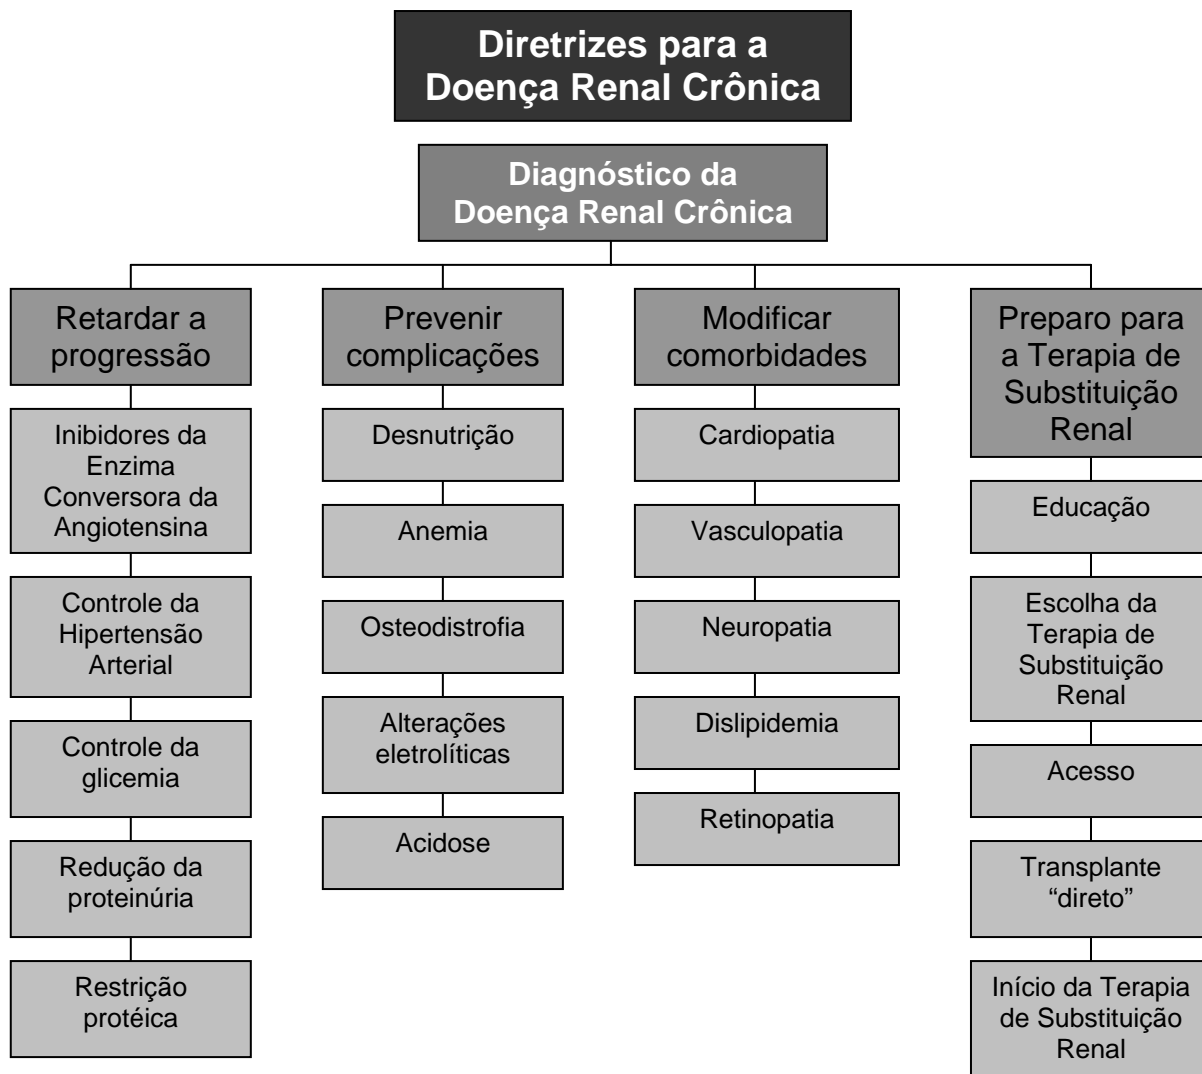 Diretrizes para a
Doença Renal Crônica
Diagnóstico da
Doença Renal Crônica
Retardar a
progressão
Inibidores da
Enzima
Conversora da
Angiotensina
Controle da
Hipertensão
Arterial
Controle da
glicemia
Redução da
proteinúria
Restrição
protéica
Prevenir
complicações
Desnutrição
Anemia
Osteodistrofia
Alterações
eletrolíticas
Acidose
Modificar
comorbidades
Cardiopatia
Vasculopatia
Neuropatia
Dislipidemia
Retinopatia
Preparo para
a Terapia de
Substituição
Renal
Educação
Escolha da
Terapia de
Substituição
Renal
Acesso
Transplante
“direto”
Início da Terapia
de Substituição
Renal